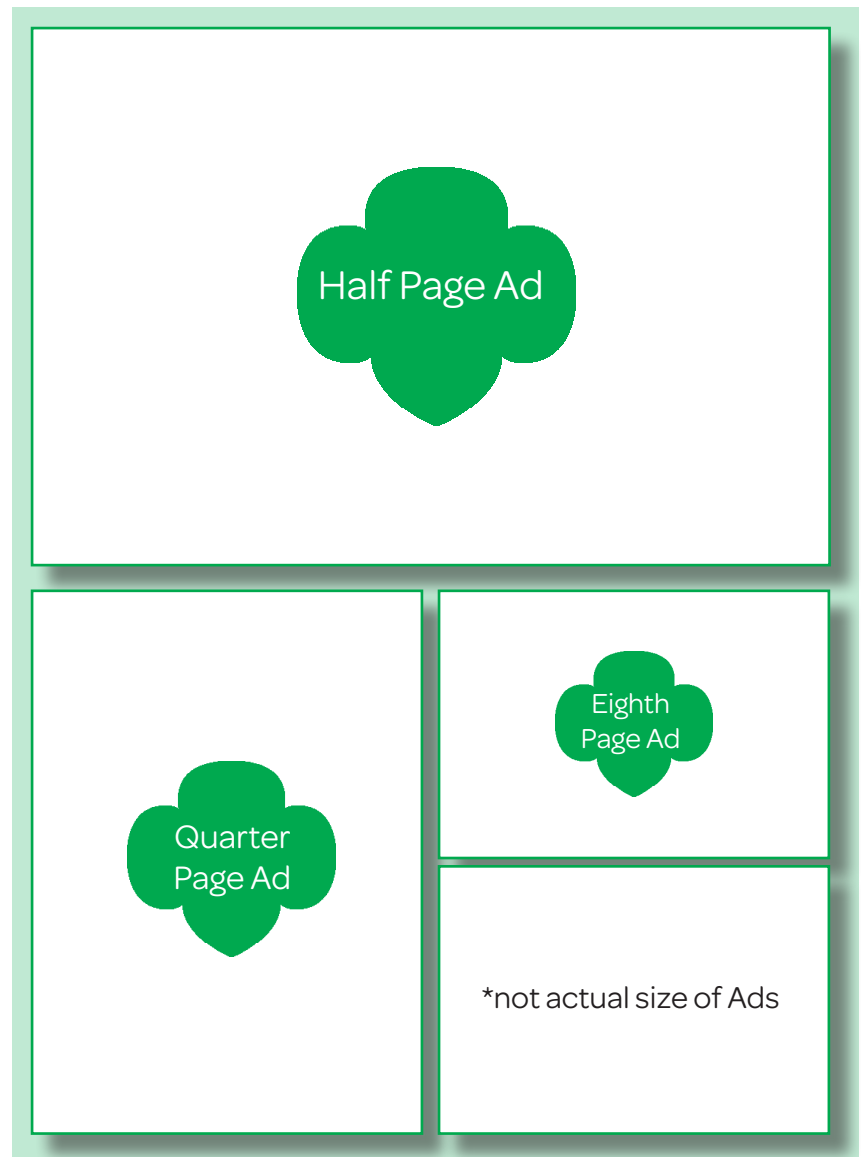 Half Page Ad
Quarter
Page Ad
Eighth
Page Ad
*not actual size of Ads